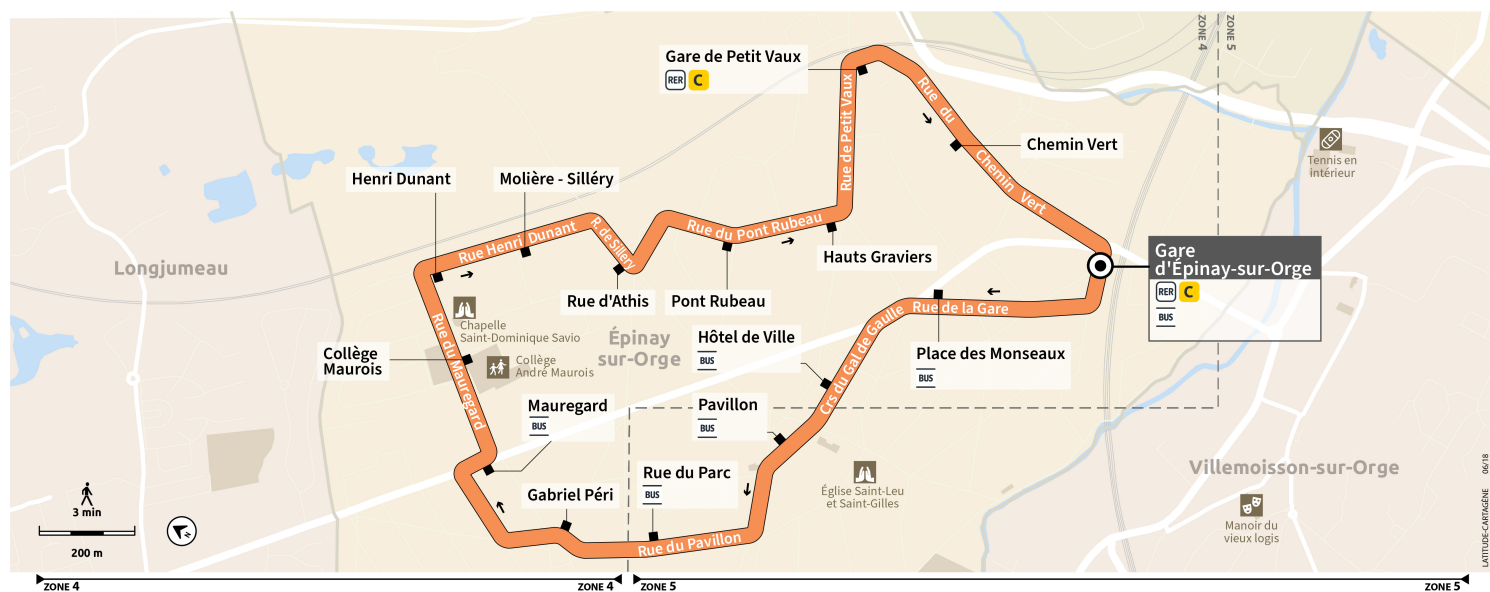 ZONE 4
ZONE 5
Gare de Petit Vaux
RER C
Rue de Petit Vaux
Rue du Chemin Vert
Chemin Vert
Tennis en
intérieur
Henri Dunant
Molière - Silléry
Rue Henri Dunant
R. de Silléry
Rue du Pont Rubeau
Hauts Graviers
Longjumeau
Rue d'Athis
Pont Rubeau
Gare
d'Épinay-sur-Orge
RER C
BUS
Chapelle
Saint-Dominique Savio
Rue de la Gare
Épinay
sur-Orge
Hôtel de Ville
BUS
Crs du Gal de Gaulle
Place des Monseaux
BUS
Collège
Maurois
Rue du Mauregard
Collège
André Maurois
Mauregard
BUS
Pavillon
BUS
Rue du Parc
BUS
Gabriel Péri
Église Saint-Leu
et Saint-Gilles
Villemoisson-sur-Orge
Manoir du
vieux logis
Rue du Pavillon
3 min
200 m
N
LATITUDE-CARTAGÈNE 06/18
ZONE 4
ZONE 4
ZONE 5
ZONE 5